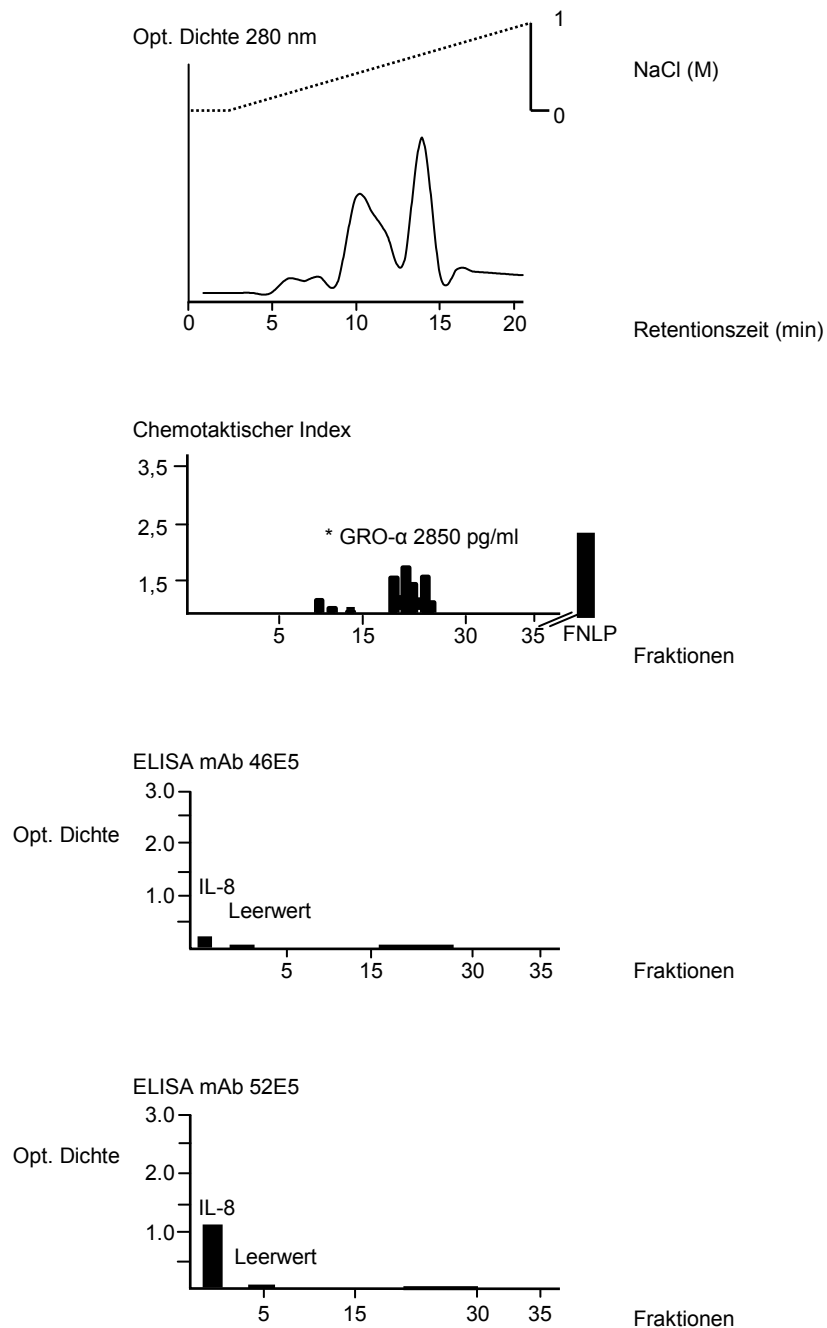 1
Opt. Dichte 280 nm
NaCl (M)
0
0 5 10 15 20
Retentionszeit (min)
Chemotaktischer Index
3,5
2,5
* GRO-α 2850 pg/ml
1,5
5 15 30 35 FNLP
Fraktionen
ELISA mAb 46E5
3.0
Opt. Dichte
2.0
IL-8
1.0
Leerwert
5 15 30 35
Fraktionen
ELISA mAb 52E5
3.0
Opt. Dichte
2.0
IL-8
1.0
Leerwert
5 15 30 35
Fraktionen